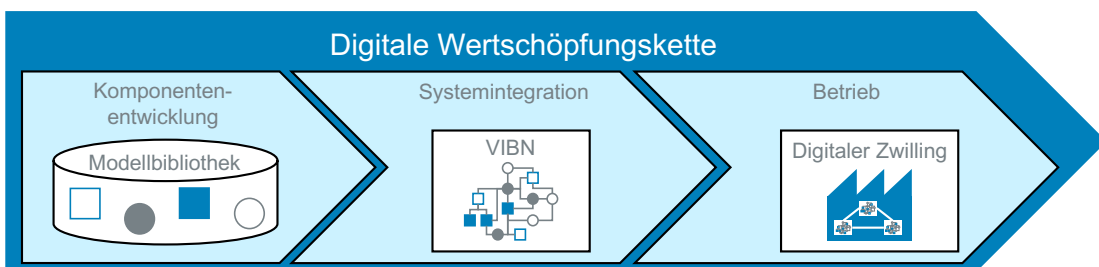 Digitale Wertschöpfungskette
Komponenten-
entwicklung
Modellbibliothek
Systemintegration
VIBN
Betrieb
Digitaler Zwilling